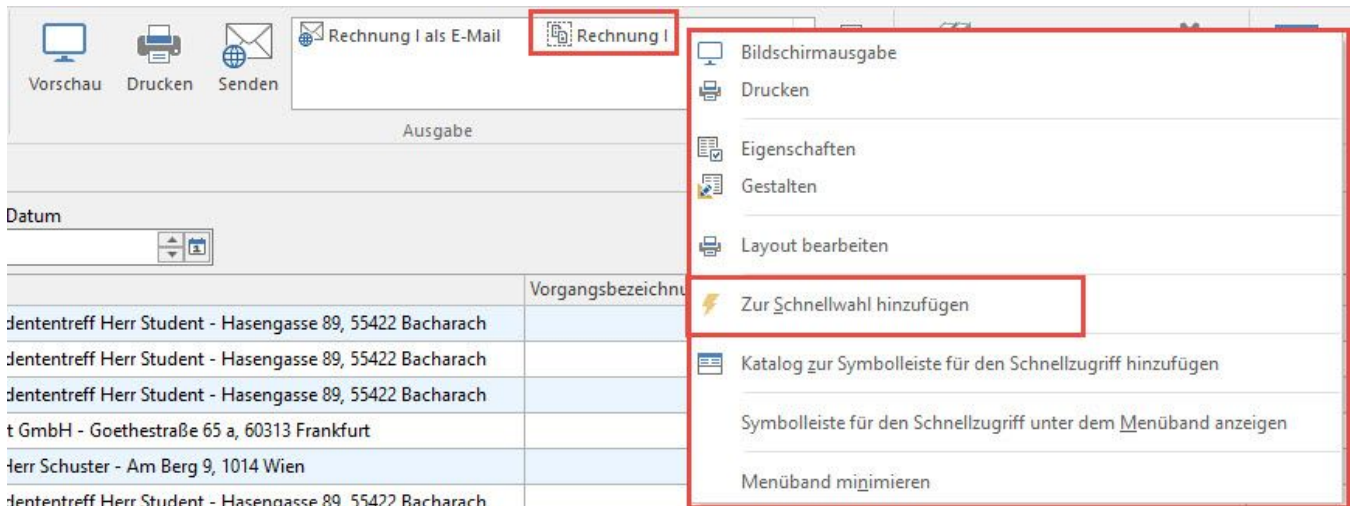 Rechnung I als E-Mail
Rechnung I
Vorschau
Drucken
Senden
Ausgabe
Bildschirmausgabe
Drucken
Eigenschaften
Gestalten
Layout bearbeiten
Zur Schnellwahl hinzufügen
Katalog zur Symbolleiste für den Schnellzugriff hinzufügen
Symbolleiste für den Schnellzugriff unter dem Menüband anzeigen
Menüband minimieren
Datum
Vorgangsbezeichnu
dententreff Herr Student - Hasengasse 89, 55422 Bacharach
dententreff Herr Student - Hasengasse 89, 55422 Bacharach
dententreff Herr Student - Hasengasse 89, 55422 Bacharach
t GmbH - Goethestraße 65 a, 60313 Frankfurt
Herr Schuster - Am Berg 9, 1014 Wien
dententreff Herr Student - Hasengasse 89, 55422 Bacharach